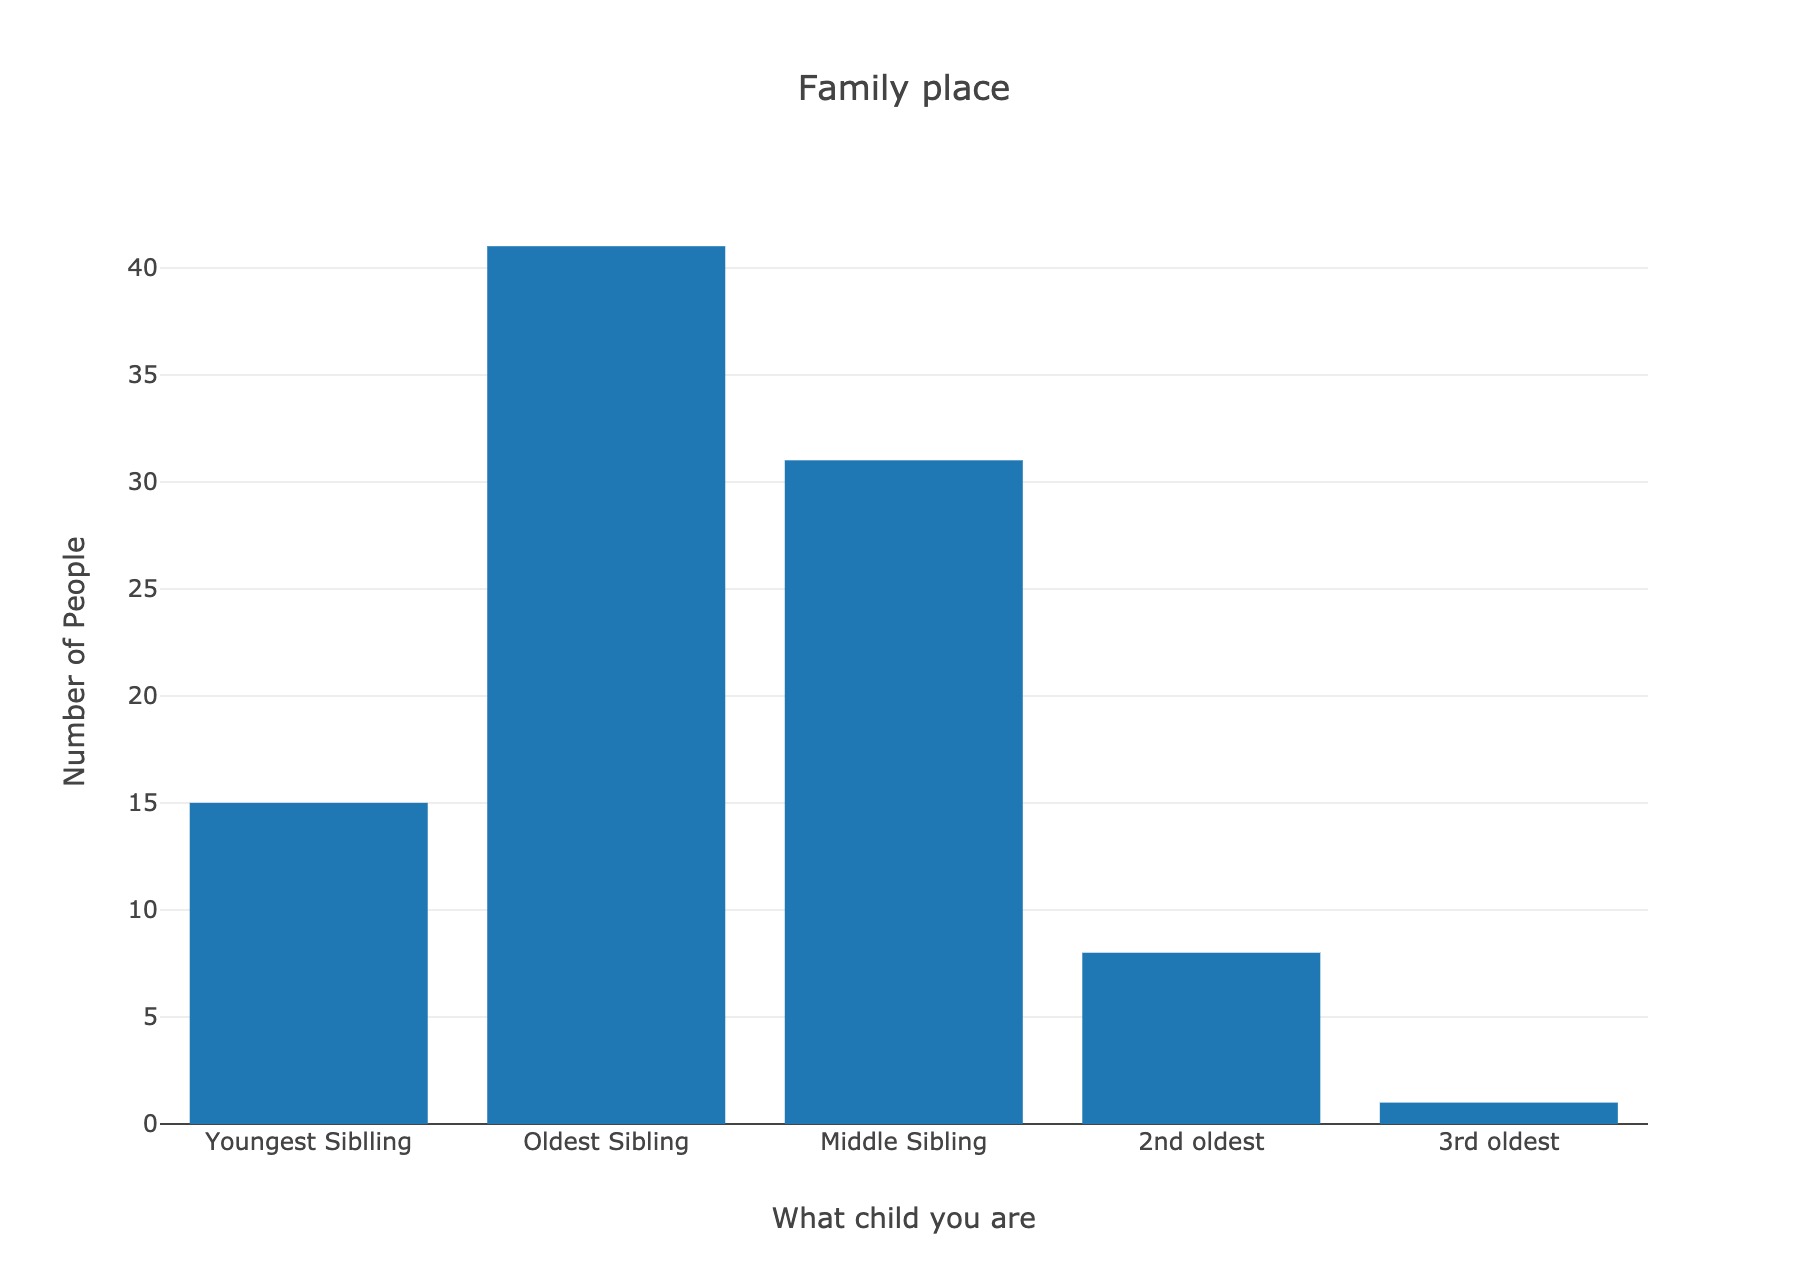 Family place
40
35
30
25
20
15
10
5
0
Number of People
Youngest Siblling
Oldest Sibling
Middle Sibling
2nd oldest
3rd oldest
What child you are